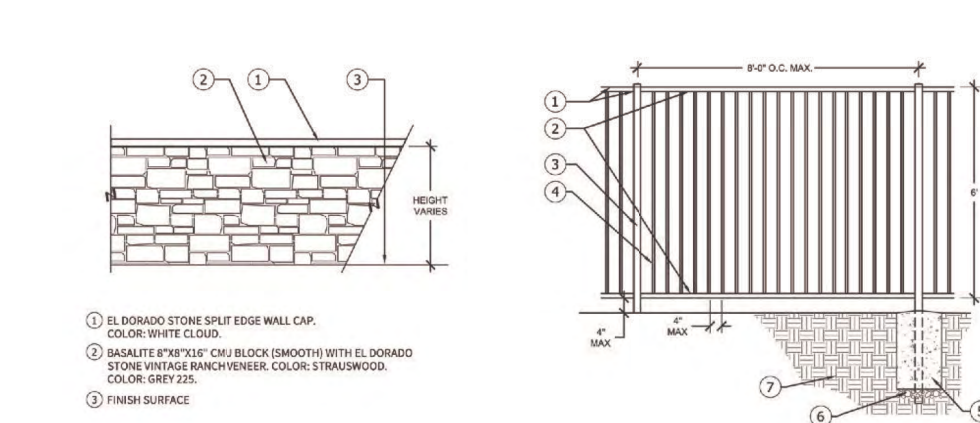 2
1
3
HEIGHT
VARIES
1 EL DORADO STONE SPLIT EDGE WALL CAP.
COLOR: WHITE CLOUD.
2 BASALITE 8"X8"X16" CMU BLOCK (SMOOTH) WITH EL DORADO
STONE VINTAGE RANCH VENEER. COLOR: STRAUSWOOD.
COLOR: GREY 225.
3 FINISH SURFACE
8'-0" O.C. MAX.
1
2
3
4
6'
4"
MAX
4"
MAX
7
6
5